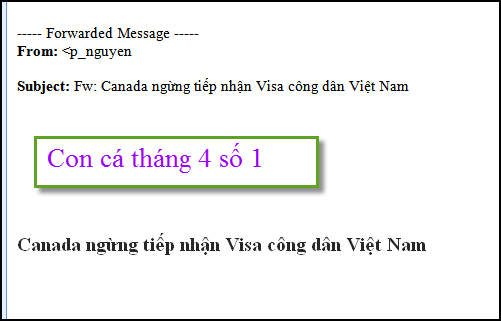 ----- Forwarded Message -----
From: <p_nguyen
Subject: Fw: Canada ngừng tiếp nhận Visa công dân Việt Nam
Con cá tháng 4 số 1
Canada ngừng tiếp nhận Visa công dân Việt Nam